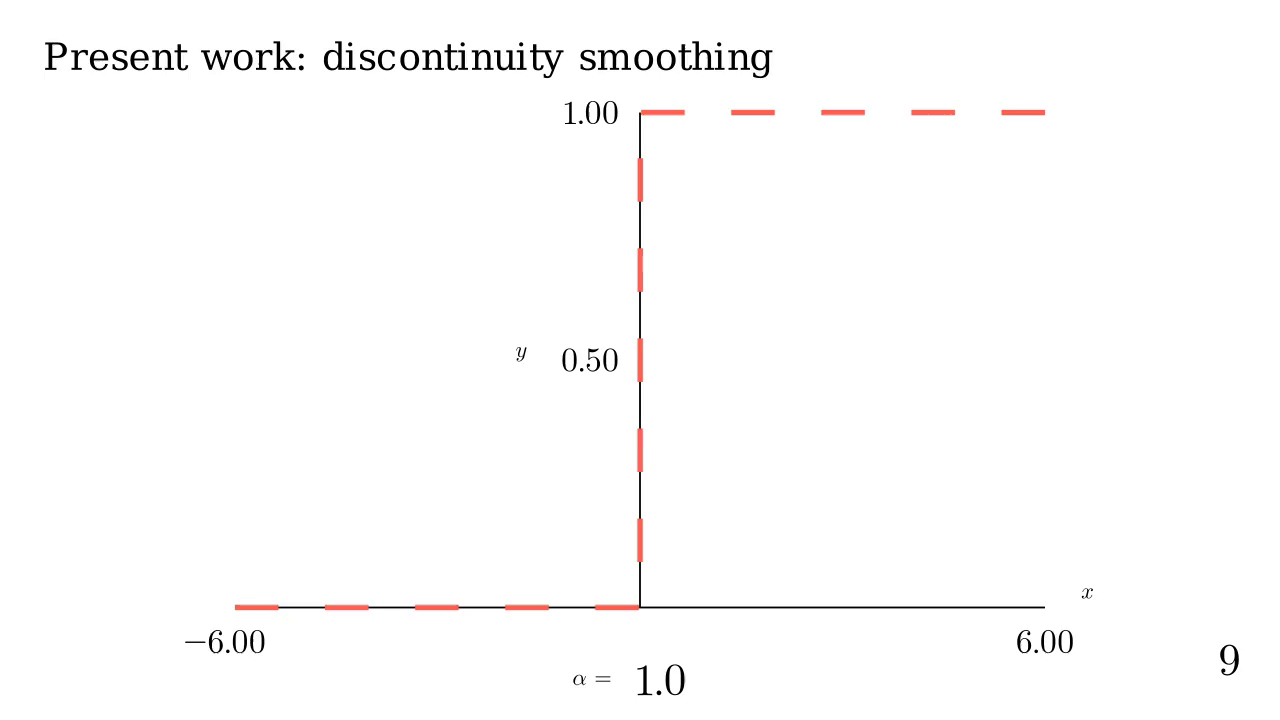 Present work: discontinuity smoothing
1.00
y
0.50
x
−6.00
6.00
α = 1.0
9